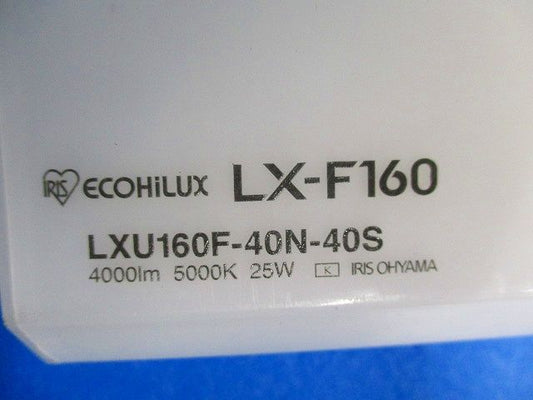 IRIS ECOHiLUX LX-F160
LXU160F-40N-40S
4000lm 5000K 25W K IRIS OHYAMA